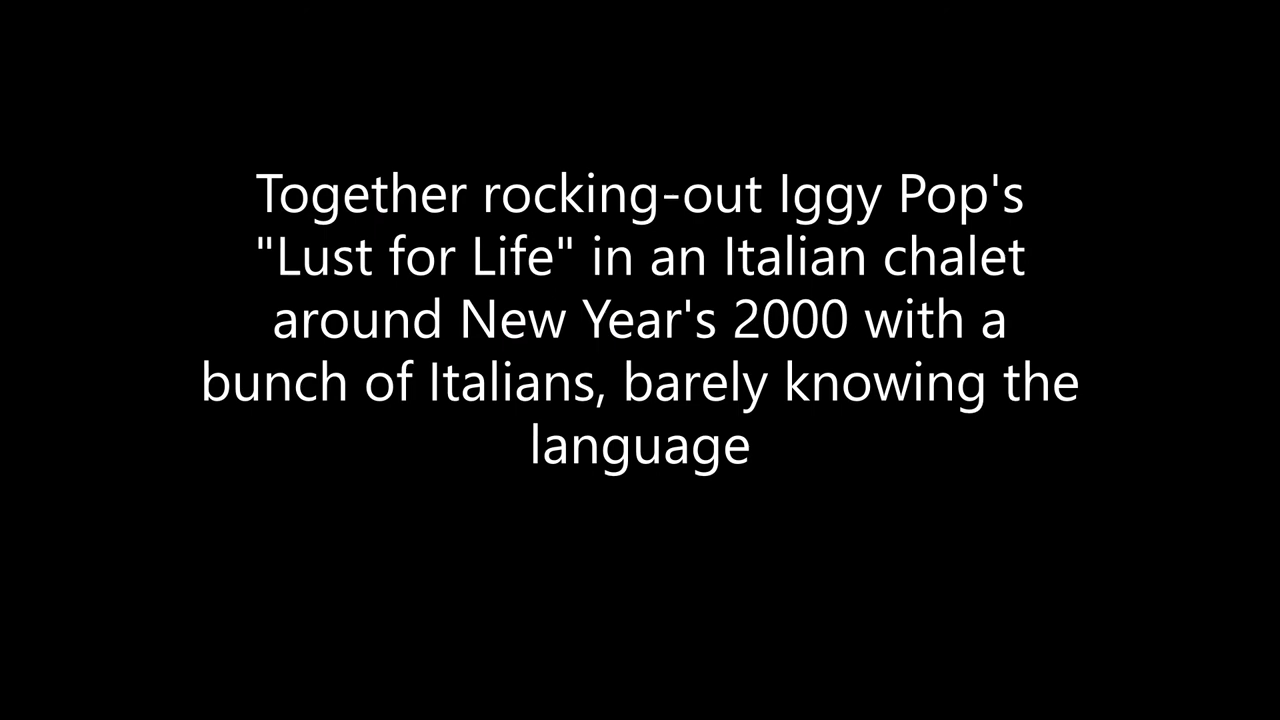 Together rocking-out Iggy Pop's
"Lust for Life" in an Italian chalet
around New Year's 2000 with a
bunch of Italians, barely knowing the
language